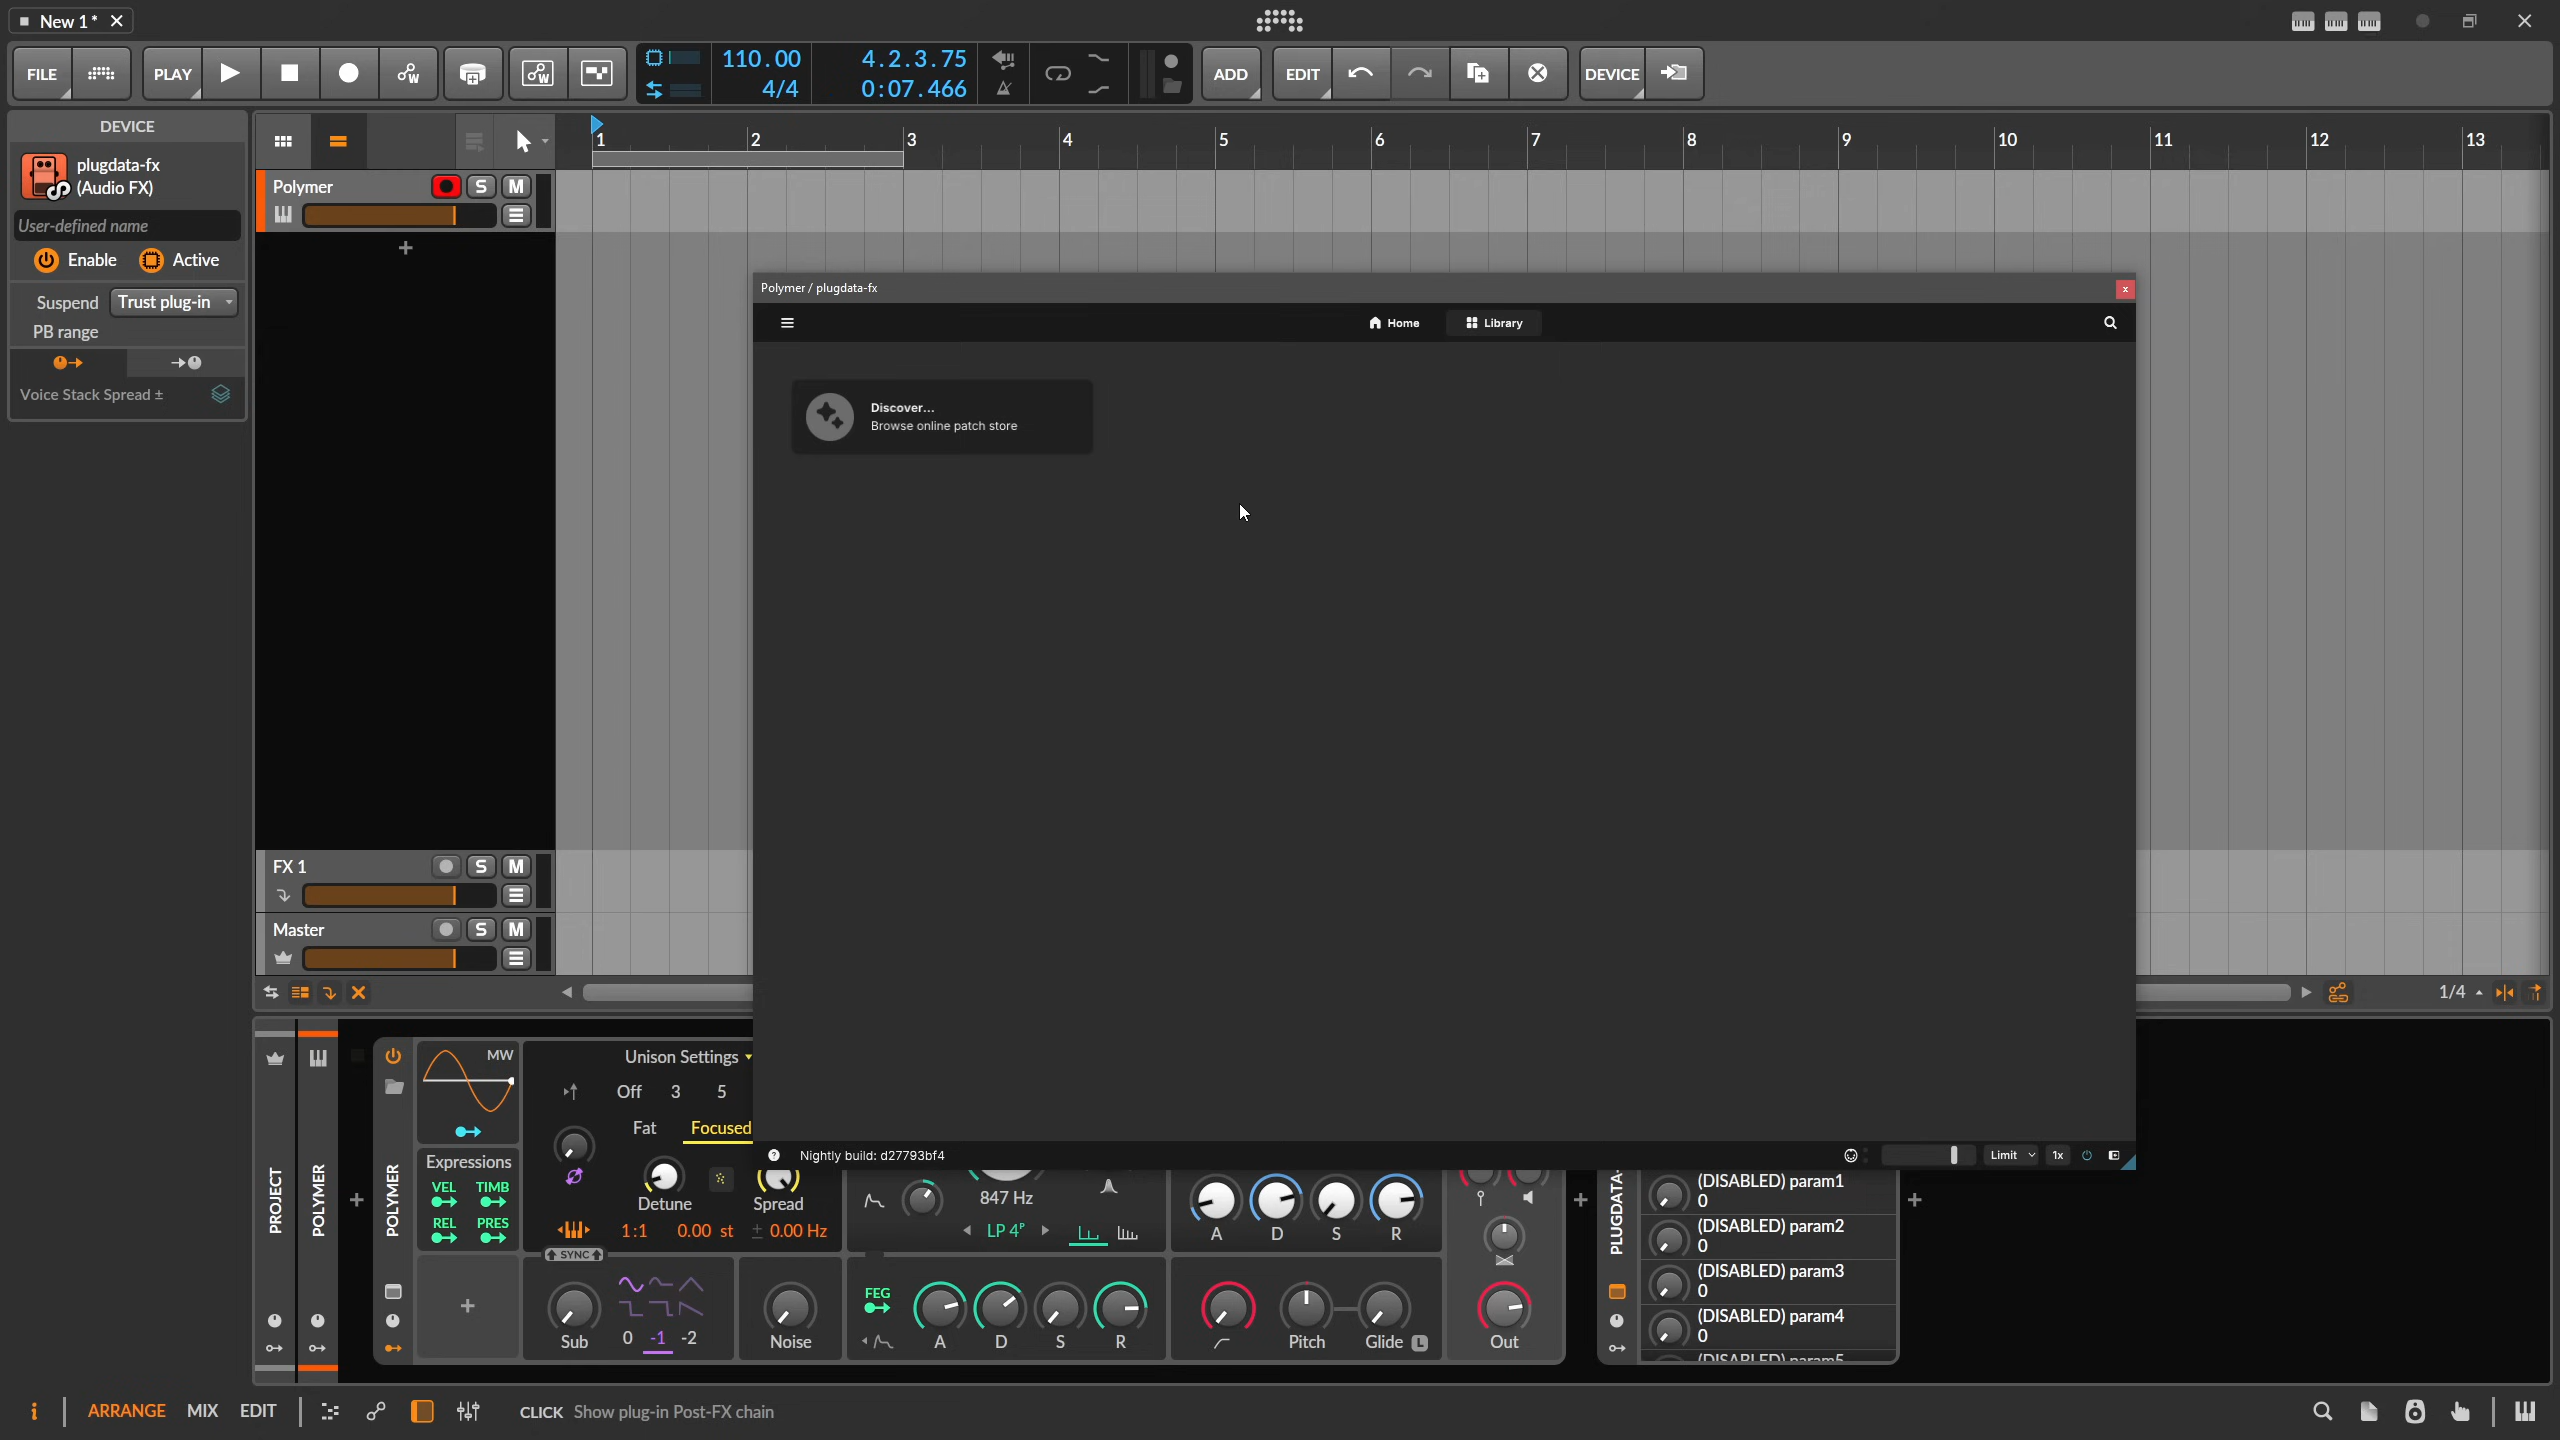 New 1 *
FILE
PLAY
110.00
4/4
4.2.3.75
0:07.466
ADD
EDIT
DEVICE
DEVICE
plugdata-fx
(Audio FX)
User-defined name
Enable
Active
Suspend
Trust plug-in
PB range
Voice Stack Spread ±
1
2
3
4
5
6
7
8
9
10
11
12
13
Polymer
S
M
Polymer / plugdata-fx
Home
Library
Discover...
Browse online patch store
Nightly build: d27793bf4
Limit
1x
FX 1
S
M
Master
S
M
1/4
PROJECT
POLYMER
POLYMER
MW
Expressions
VEL
TIMB
REL
PRES
Unison Settings
Off
3
5
Fat
Focused
Detune
Spread
1:1
0.00 st
± 0.00 Hz
SYNC
Sub
0
-1
-2
Noise
847 Hz
LP 4ᴾ
FEG
A
D
S
R
A
D
S
R
Pitch
Glide
L
Out
PLUGDATA-
(DISABLED) param1
0
(DISABLED) param2
0
(DISABLED) param3
0
(DISABLED) param4
0
(DISABLED) param5
ARRANGE
MIX
EDIT
CLICK
Show plug-in Post-FX chain